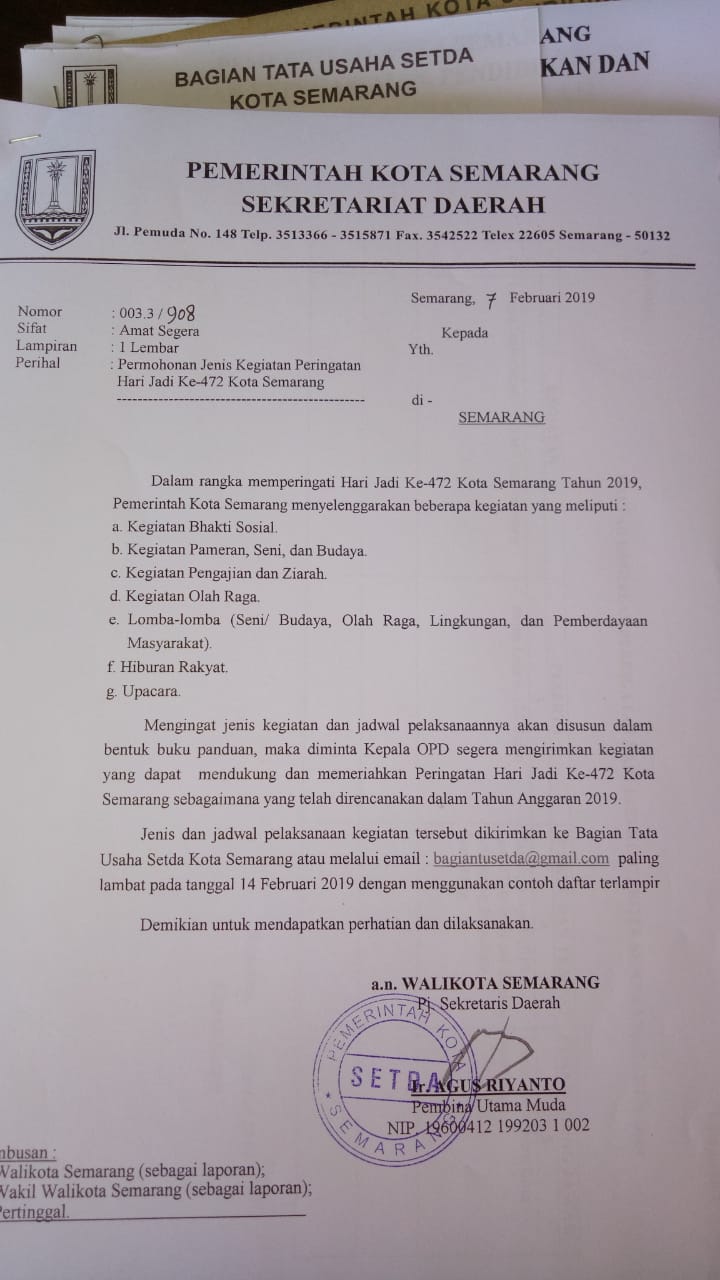 PEMERINTAH KOTA
BAGIAN TATA USAHA SETDA
KOTA SEMARANG
ANG
KAN DAN
PEMERINTAH KOTA SEMARANG
SEKRETARIAT DAERAH
Jl. Pemuda No. 148 Telp. 3513366 - 3515871 Fax. 3542522 Telex 22605 Semarang - 50132
Semarang, 7 Februari 2019
Nomor : 003.3 / 908
Sifat : Amat Segera
Lampiran : 1 Lembar
Perihal : Permohonan Jenis Kegiatan Peringatan
Hari Jadi Ke-472 Kota Semarang
Kepada
Yth.
di -
SEMARANG
Dalam rangka memperingati Hari Jadi Ke-472 Kota Semarang Tahun 2019,
Pemerintah Kota Semarang menyelenggarakan beberapa kegiatan yang meliputi :
a. Kegiatan Bhakti Sosial.
b. Kegiatan Pameran, Seni, dan Budaya.
c. Kegiatan Pengajian dan Ziarah.
d. Kegiatan Olah Raga.
e. Lomba-lomba (Seni/ Budaya, Olah Raga, Lingkungan, dan Pemberdayaan
Masyarakat).
f. Hiburan Rakyat.
g. Upacara.
Mengingat jenis kegiatan dan jadwal pelaksanaannya akan disusun dalam
bentuk buku panduan, maka diminta Kepala OPD segera mengirimkan kegiatan
yang dapat mendukung dan memeriahkan Peringatan Hari Jadi Ke-472 Kota
Semarang sebagaimana yang telah direncanakan dalam Tahun Anggaran 2019.
Jenis dan jadwal pelaksanaan kegiatan tersebut dikirimkan ke Bagian Tata
Usaha Setda Kota Semarang atau melalui email : bagiantusetda@gmail.com paling
lambat pada tanggal 14 Februari 2019 dengan menggunakan contoh daftar terlampir
Demikian untuk mendapatkan perhatian dan dilaksanakan.
a.n. WALIKOTA SEMARANG
Pj. Sekretaris Daerah
PEMERINTAH KOTA
SETDA
SEMARANG
Ir. AGUS RIYANTO
Pembina Utama Muda
NIP. 19600412 199203 1 002
mbusan :
Walikota Semarang (sebagai laporan);
Wakil Walikota Semarang (sebagai laporan);
Pertinggal.